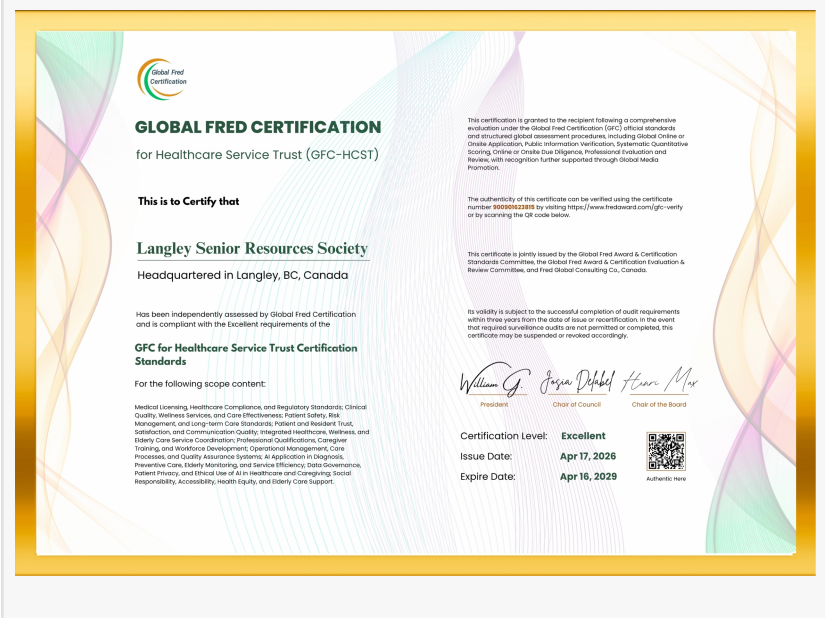 Global Fred
Certification
GLOBAL FRED CERTIFICATION
for Healthcare Service Trust (GFC-HCST)
This is to Certify that
Langley Senior Resources Society
Headquartered in Langley, BC, Canada
Has been independently assessed by Global Fred Certification
and is compliant with the Excellent requirements of the
GFC for Healthcare Service Trust Certification
Standards
For the following scope content:
Medical Licensing, Healthcare Compliance, and Regulatory Standards; Clinical
Quality, Wellness Services, and Care Effectiveness; Patient Safety, Risk
Management, and Long-term Care Standards; Patient and Resident Trust,
Satisfaction, and Communication Quality; Integrated Healthcare, Wellness, and
Elderly Care Service Coordination; Professional Qualifications, Caregiver
Training, and Workforce Development; Operational Management, Care
Processes, and Quality Assurance Systems; AI Application in Diagnosis,
Preventive Care, Elderly Monitoring, and Service Efficiency; Data Governance,
Patient Privacy, and Ethical Use of AI in Healthcare and Caregiving; Social
Responsibility, Accessibility, Health Equity, and Elderly Care Support.
This certification is granted to the recipient following a comprehensive
evaluation under the Global Fred Certification (GFC) official standards
and structured global assessment procedures, including Global Online or
Onsite Application, Public Information Verification, Systematic Quantitative
Scoring, Online or Onsite Due Diligence, Professional Evaluation and
Review, with recognition further supported through Global Media
Promotion.
The authenticity of this certificate can be verified using the certificate
number 900901623815 by visiting https://www.fredaward.com/gfc-verify
or by scanning the QR code below.
This certificate is jointly issued by the Global Fred Award & Certification
Standards Committee, the Global Fred Award & Certification Evaluation &
Review Committee, and Fred Global Consulting Co., Canada.
Its validity is subject to the successful completion of audit requirements
within three years from the date of issue or recertification. In the event
that required surveillance audits are not permitted or completed, this
certificate may be suspended or revoked accordingly.
William G. Josia Delabel Henri Max
President Chair of Council Chair of the Board
Certification Level: Excellent
Issue Date: Apr 17, 2026
Expire Date: Apr 16, 2029
Authentic Here